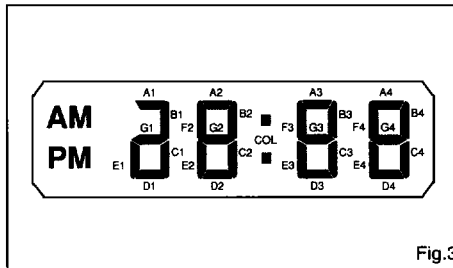 A1 A2 A3 A4
AM B1 B2 B3 B4
G1 F2 G2 F3 G3 F4 G4
COL
PM C1 C2 C3 C4
E1 E2 E3 E4
D1 D2 D3 D4
Fig.3